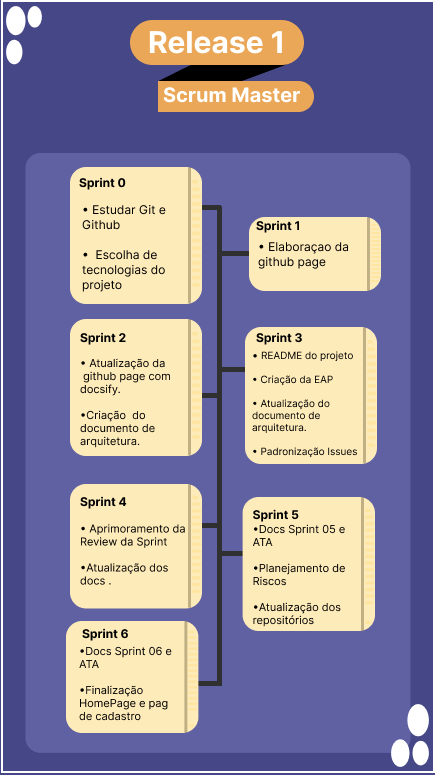 Release 1
Scrum Master
Sprint 0
• Estudar Git e
Github
• Escolha de
tecnologias do
projeto
Sprint 1
• Elaboraçao da
github page
Sprint 2
• Atualização da
github page com
docsify.
•Criação do
documento de
arquitetura.
Sprint 3
• README do projeto
• Criação da EAP
• Atualização do
documento de
arquitetura.
• Padronização Issues
Sprint 4
• Aprimoramento da
Review da Sprint
•Atualização dos
docs .
Sprint 5
•Docs Sprint 05 e
ATA
•Planejamento de
Riscos
•Atualização dos
repositórios
Sprint 6
•Docs Sprint 06 e
ATA
•Finalização
HomePage e pag
de cadastro